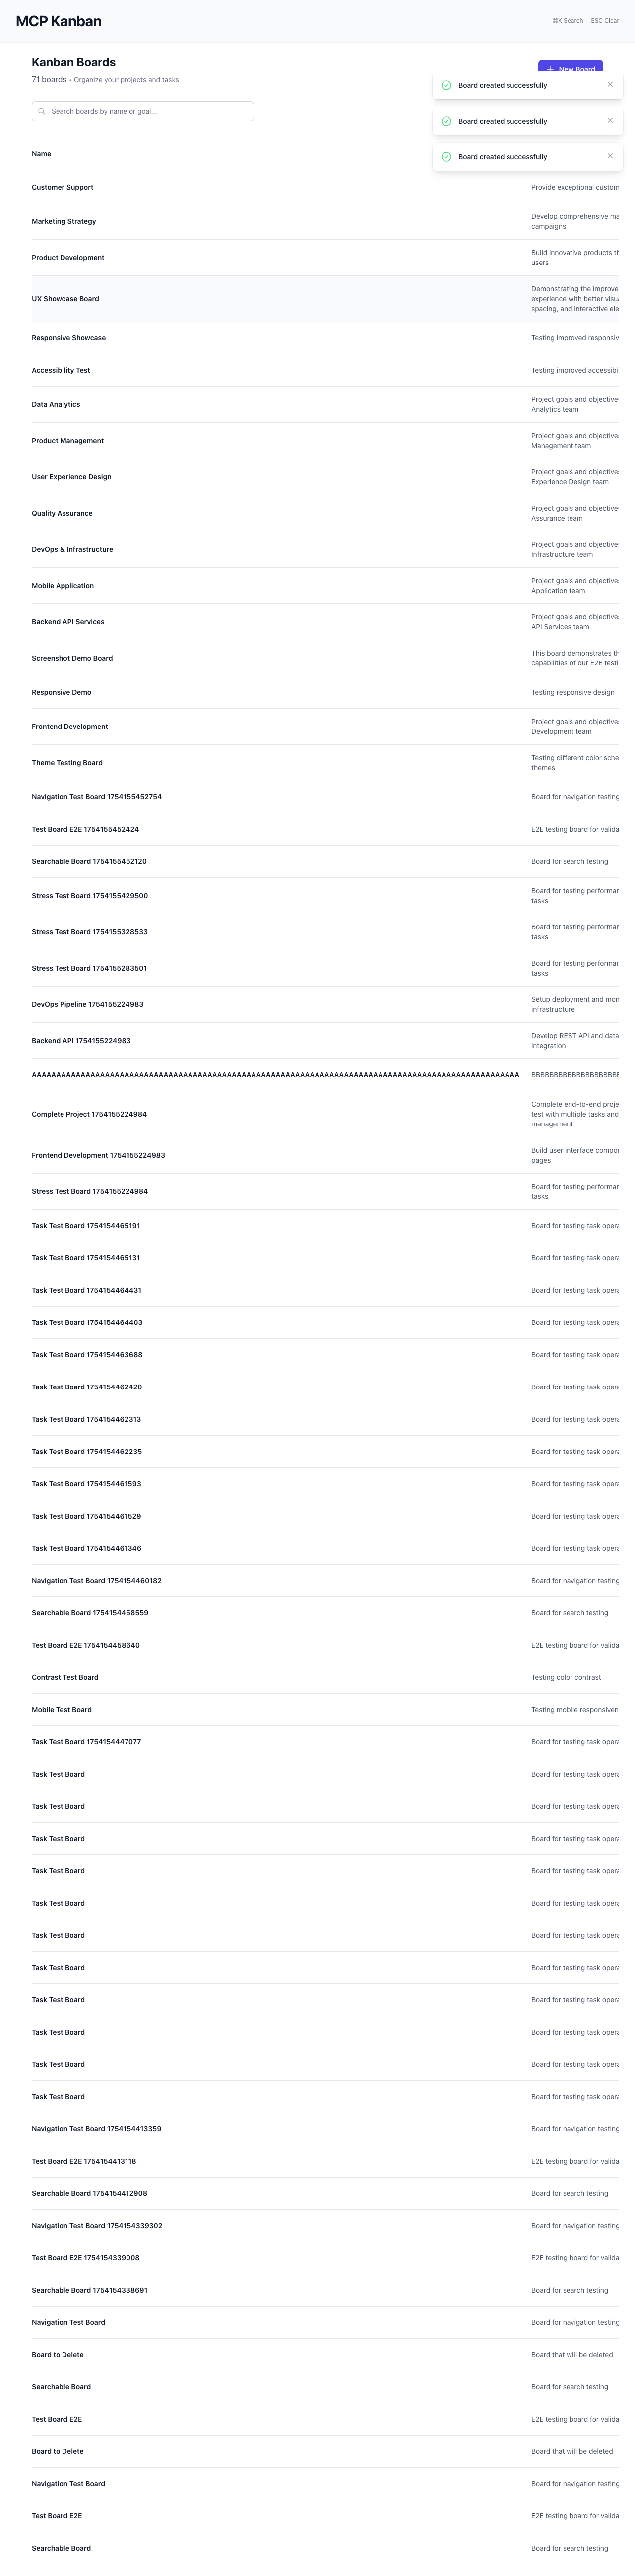 MCP Kanban
⌘K Search ESC Clear
Kanban Boards
New Board
71 boards • Organize your projects and tasks
Board created successfully
Search boards by name or goal...
Board created successfully
Board created successfully
Name
Customer Support
Provide exceptional custom
Marketing Strategy
Develop comprehensive ma
campaigns
Product Development
Build innovative products th
users
UX Showcase Board
Demonstrating the improve
experience with better visua
spacing, and interactive ele
Responsive Showcase
Testing improved responsiv
Accessibility Test
Testing improved accessibil
Data Analytics
Project goals and objectives
Analytics team
Product Management
Project goals and objectives
Management team
User Experience Design
Project goals and objectives
Experience Design team
Quality Assurance
Project goals and objectives
Assurance team
DevOps & Infrastructure
Project goals and objectives
Infrastructure team
Mobile Application
Project goals and objectives
Application team
Backend API Services
Project goals and objectives
API Services team
Screenshot Demo Board
This board demonstrates th
capabilities of our E2E testi
Responsive Demo
Testing responsive design
Frontend Development
Project goals and objectives
Development team
Theme Testing Board
Testing different color sche
themes
Navigation Test Board 1754155452754
Board for navigation testing
Test Board E2E 1754155452424
E2E testing board for valida
Searchable Board 1754155452120
Board for search testing
Stress Test Board 1754155429500
Board for testing performan
tasks
Stress Test Board 1754155328533
Board for testing performan
tasks
Stress Test Board 1754155283501
Board for testing performan
tasks
DevOps Pipeline 1754155224983
Setup deployment and mon
infrastructure
Backend API 1754155224983
Develop REST API and data
integration
AAAAAAAAAAAAAAAAAAAAAAAAAAAAAAAAAAAAAAAAAAAAAAAAAAAAAAAAAAAAAAAAAAAAAAAAAAAAAAAAAAAAAAAAAAAAAAAAAAAA
BBBBBBBBBBBBBBBBBBBB
Complete Project 1754155224984
Complete end-to-end proje
test with multiple tasks and
management
Frontend Development 1754155224983
Build user interface compor
pages
Stress Test Board 1754155224984
Board for testing performan
tasks
Task Test Board 1754154465191
Board for testing task opera
Task Test Board 1754154465131
Board for testing task opera
Task Test Board 1754154464431
Board for testing task opera
Task Test Board 1754154464403
Board for testing task opera
Task Test Board 1754154463688
Board for testing task opera
Task Test Board 1754154462420
Board for testing task opera
Task Test Board 1754154462313
Board for testing task opera
Task Test Board 1754154462235
Board for testing task opera
Task Test Board 1754154461593
Board for testing task opera
Task Test Board 1754154461529
Board for testing task opera
Task Test Board 1754154461346
Board for testing task opera
Navigation Test Board 1754154460182
Board for navigation testing
Searchable Board 1754154458559
Board for search testing
Test Board E2E 1754154458640
E2E testing board for valida
Contrast Test Board
Testing color contrast
Mobile Test Board
Testing mobile responsiven
Task Test Board 1754154447077
Board for testing task opera
Task Test Board
Board for testing task opera
Task Test Board
Board for testing task opera
Task Test Board
Board for testing task opera
Task Test Board
Board for testing task opera
Task Test Board
Board for testing task opera
Task Test Board
Board for testing task opera
Task Test Board
Board for testing task opera
Task Test Board
Board for testing task opera
Task Test Board
Board for testing task opera
Task Test Board
Board for testing task opera
Task Test Board
Board for testing task opera
Navigation Test Board 1754154413359
Board for navigation testing
Test Board E2E 1754154413118
E2E testing board for valida
Searchable Board 1754154412908
Board for search testing
Navigation Test Board 1754154339302
Board for navigation testing
Test Board E2E 1754154339008
E2E testing board for valida
Searchable Board 1754154338691
Board for search testing
Navigation Test Board
Board for navigation testing
Board to Delete
Board that will be deleted
Searchable Board
Board for search testing
Test Board E2E
E2E testing board for valida
Board to Delete
Board that will be deleted
Navigation Test Board
Board for navigation testing
Test Board E2E
E2E testing board for valida
Searchable Board
Board for search testing